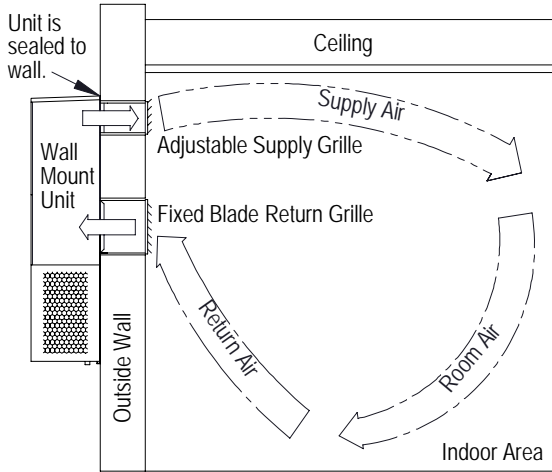 Unit is
sealed to
wall.
Ceiling
Supply Air
Adjustable Supply Grille
Wall
Mount
Unit
Fixed Blade Return Grille
Return Air
Room Air
Outside Wall
Indoor Area